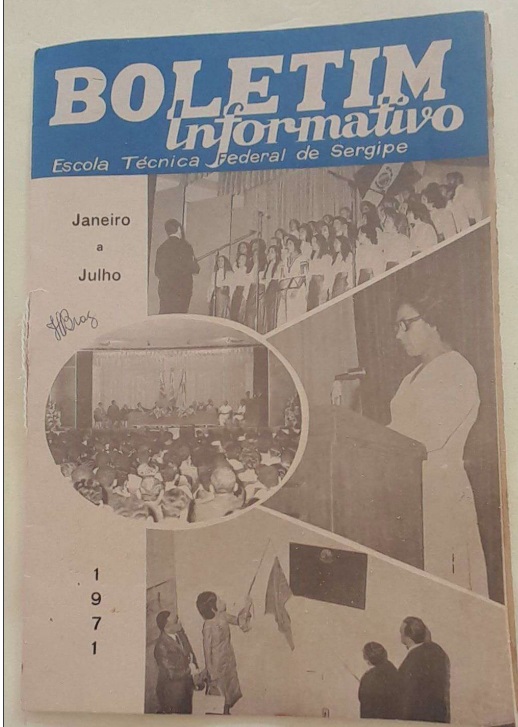 BOLETIM
informativo
Escola Técnica Federal de Sergipe
Janeiro
a
Julho
1
9
7
1